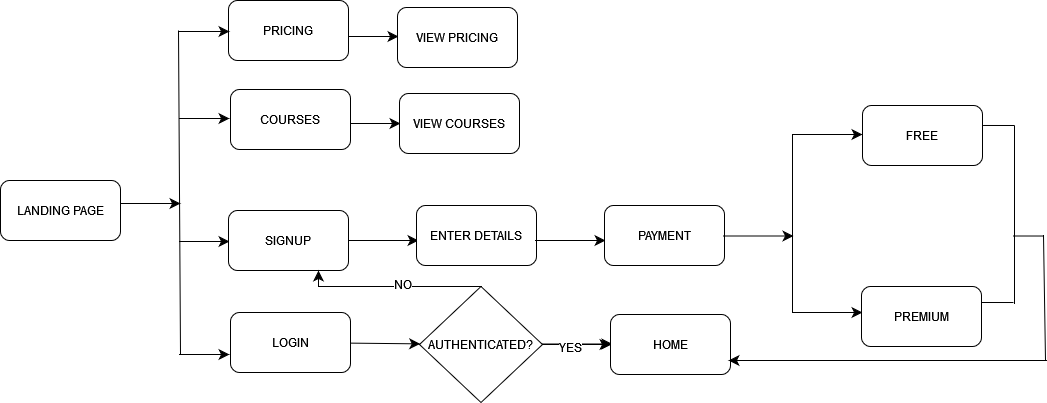 PRICING
VIEW PRICING
COURSES
VIEW COURSES
FREE
LANDING PAGE
SIGNUP
ENTER DETAILS
PAYMENT
NO
PREMIUM
LOGIN
AUTHENTICATED?
YES
HOME